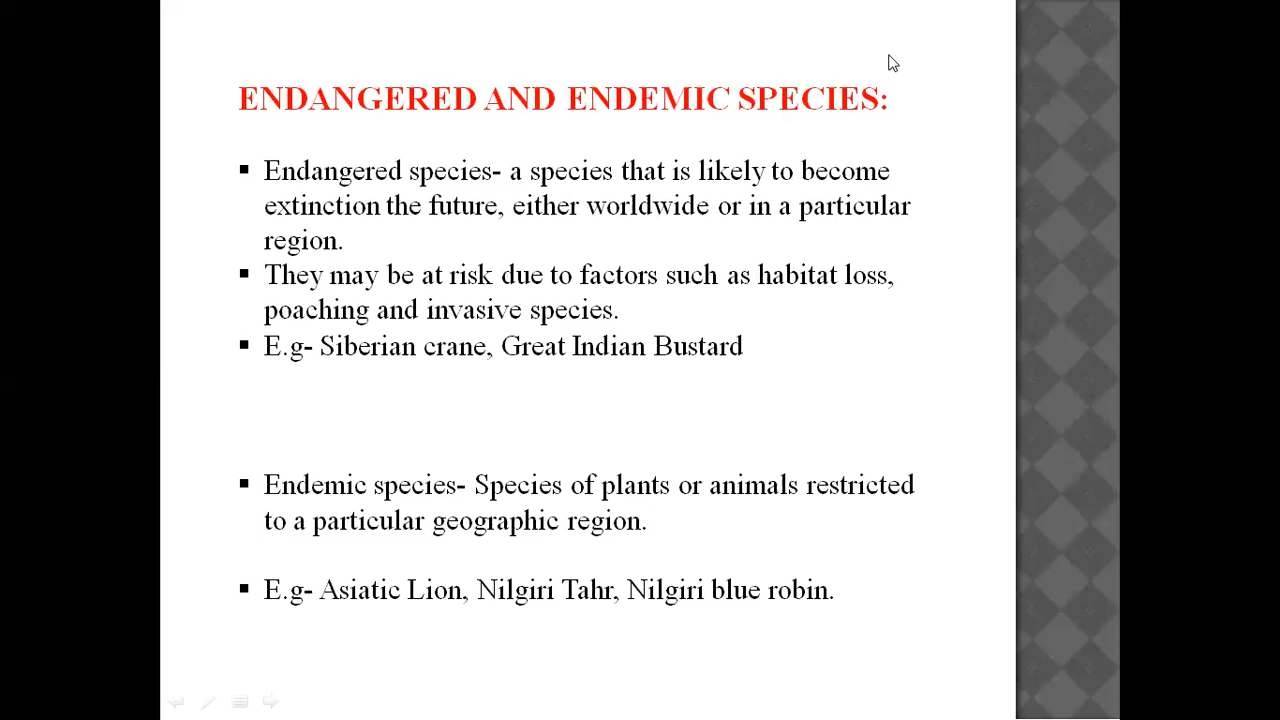 ENDANGERED AND ENDEMIC SPECIES:
▪ Endangered species- a species that is likely to become
extinction the future, either worldwide or in a particular
region.
▪ They may be at risk due to factors such as habitat loss,
poaching and invasive species.
▪ E.g- Siberian crane, Great Indian Bustard
▪ Endemic species- Species of plants or animals restricted
to a particular geographic region.
▪ E.g- Asiatic Lion, Nilgiri Tahr, Nilgiri blue robin.